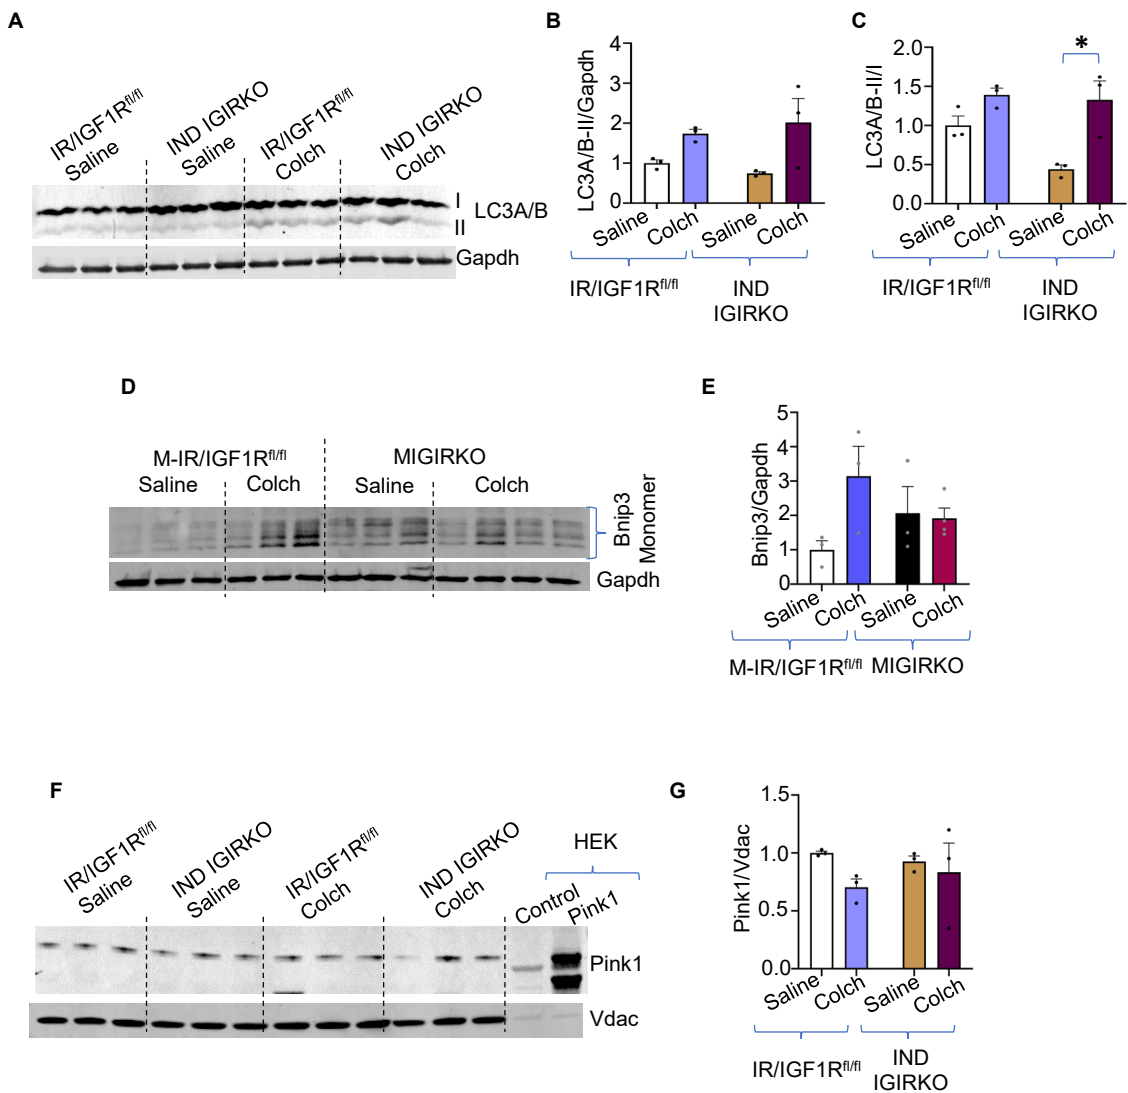 A
IR/IGF1Rfl/fl
Saline
IND IGIRKO
Saline
IR/IGF1Rfl/fl
Colch
IND IGIRKO
Colch
I
II
LC3A/B
Gapdh
B
LC3A/B-II/Gapdh
4
3
2
1
0
Saline
Colch
Saline
Colch
IR/IGF1Rfl/fl
IND
IGIRKO
C
LC3A/B-II/I
2.0
1.5
1.0
0.5
0.0
*
Saline
Colch
Saline
Colch
IR/IGF1Rfl/fl
IND
IGIRKO
D
M-IR/IGF1Rfl/fl
MIGIRKO
Saline
Colch
Saline
Colch
Bnip3
Monomer
Gapdh
E
Bnip3/Gapdh
5
4
3
2
1
0
Saline
Colch
Saline
Colch
M-IR/IGF1Rfl/fl
MIGIRKO
F
IR/IGF1Rfl/fl
Saline
IND IGIRKO
Saline
IR/IGF1Rfl/fl
Colch
IND IGIRKO
Colch
HEK
Control
Pink1
Pink1
Vdac
G
Pink1/Vdac
1.5
1.0
0.5
0.0
Saline
Colch
Saline
Colch
IR/IGF1Rfl/fl
IND
IGIRKO